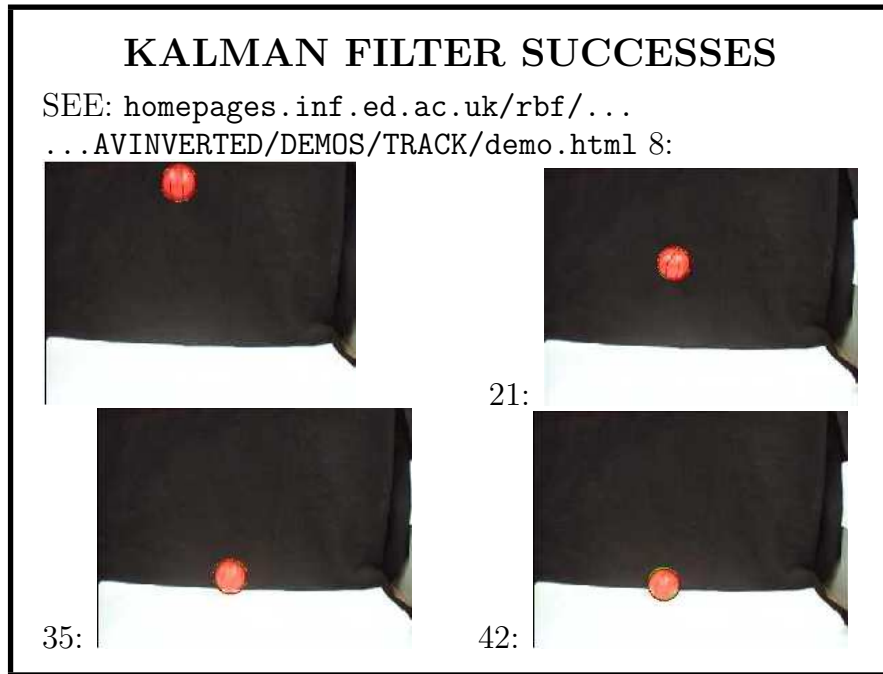 KALMAN FILTER SUCCESSES
SEE: homepages.inf.ed.ac.uk/rbf/...
...AVINVERTED/DEMOS/TRACK/demo.html 8:
21:
35:
42: